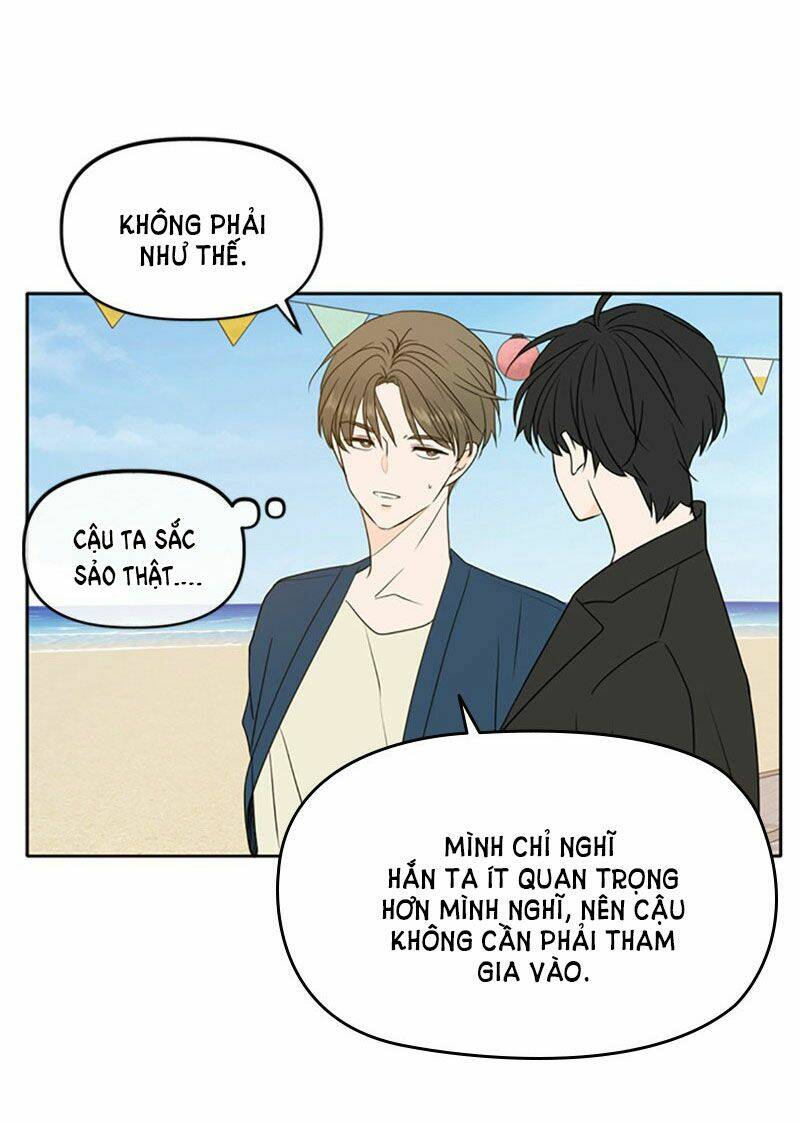 KHÔNG PHẢI
NHƯ THẾ.
CẬU TA SẮC
SẢO THẬT....
MÌNH CHỈ NGHĨ
HẮN TA ÍT QUAN TRỌNG
HƠN MÌNH NGHĨ, NÊN CẬU
KHÔNG CẦN PHẢI THAM
GIA VÀO.